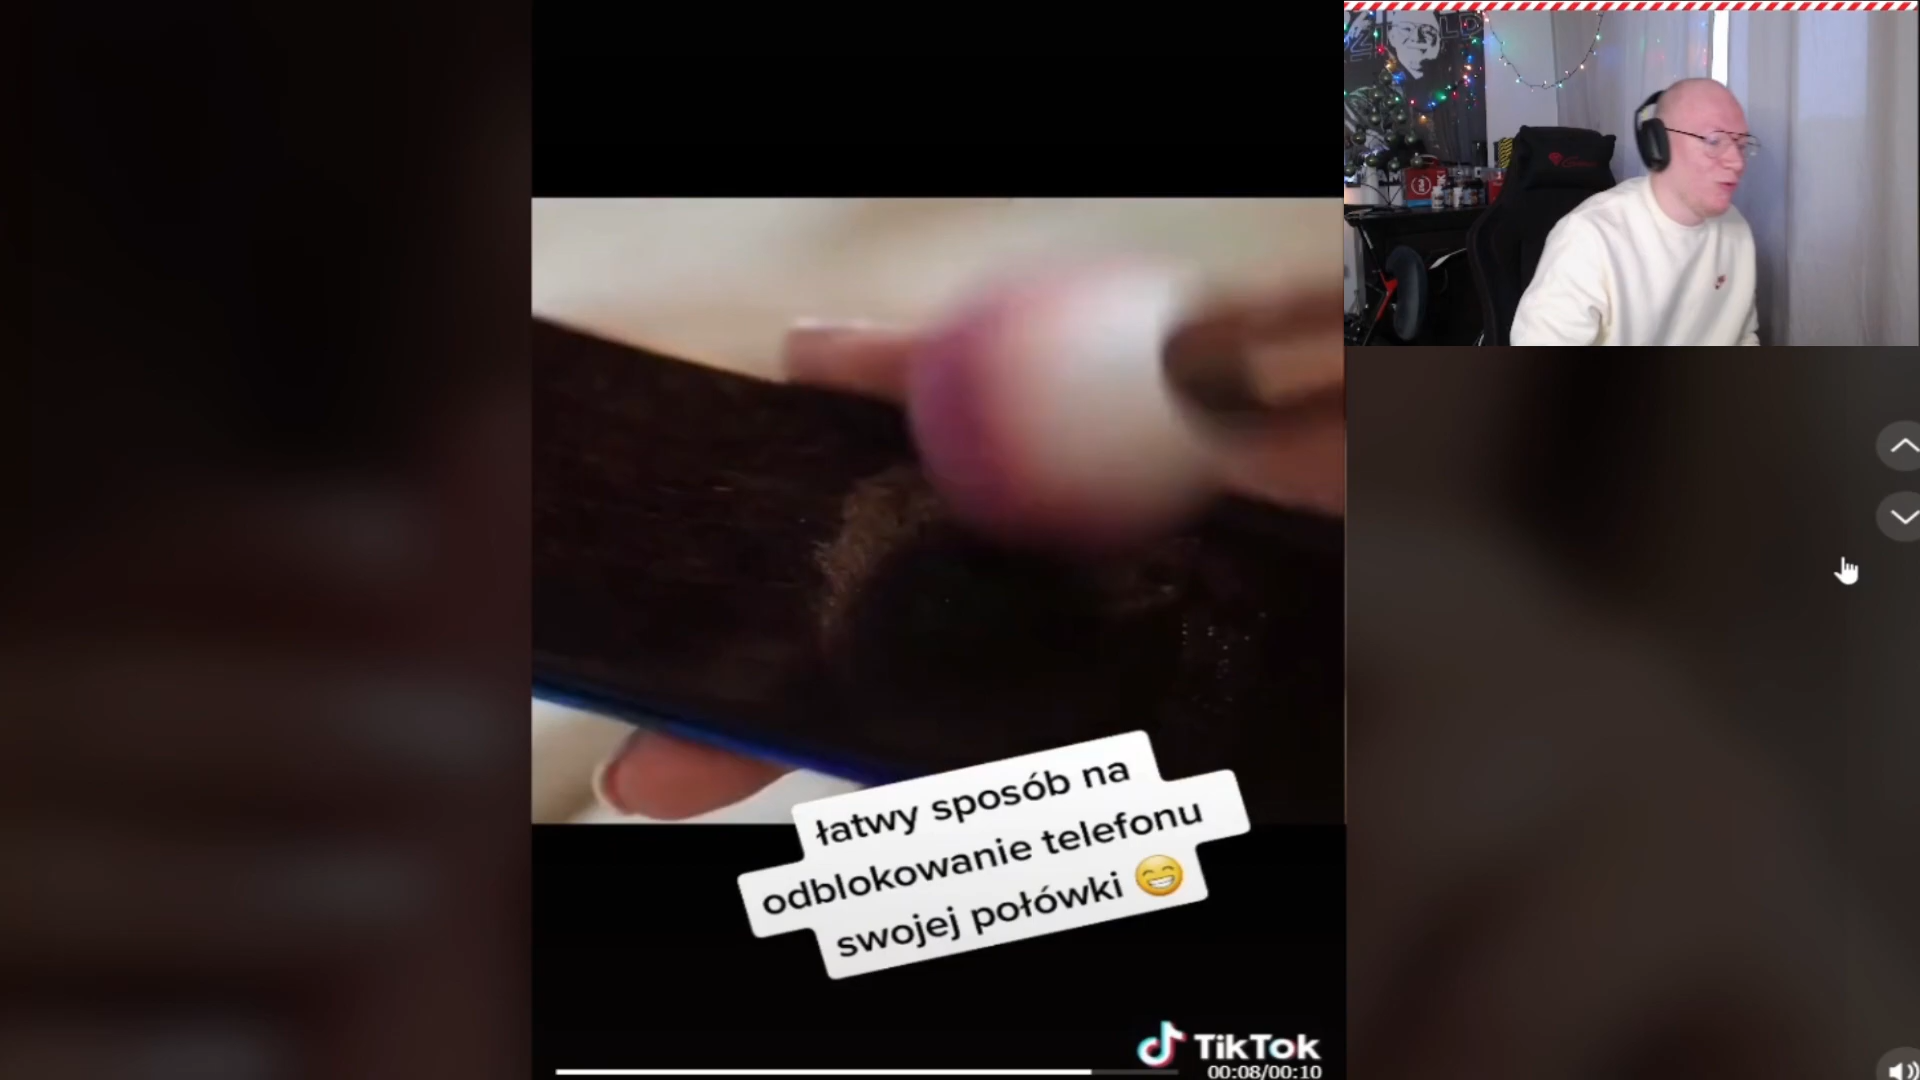 łatwy sposób na
odblokowanie telefonu
swojej połówki 😁
TikTok
00:08/00:10